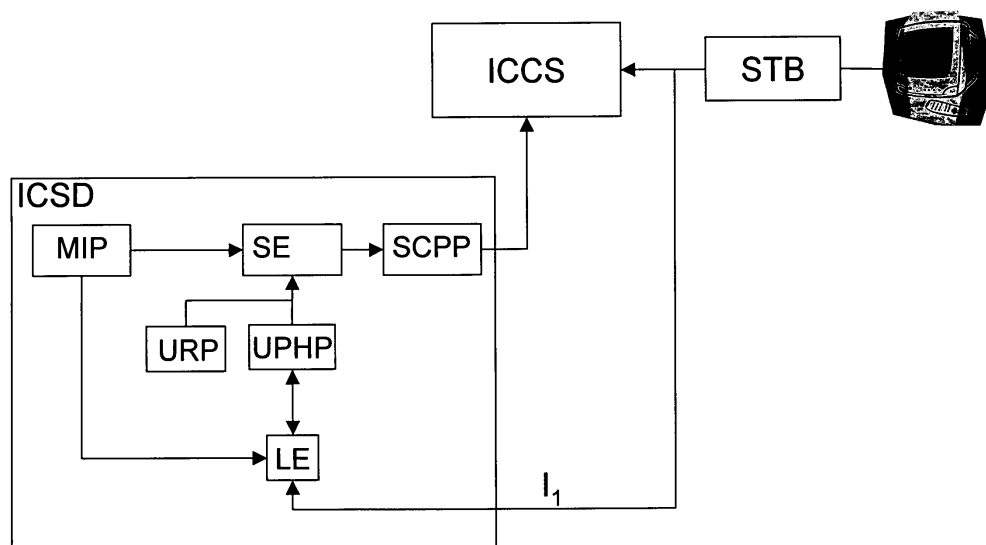 ICCS
STB
ICSD
MIP
SE
SCPP
URP
UPHP
LE
I₁